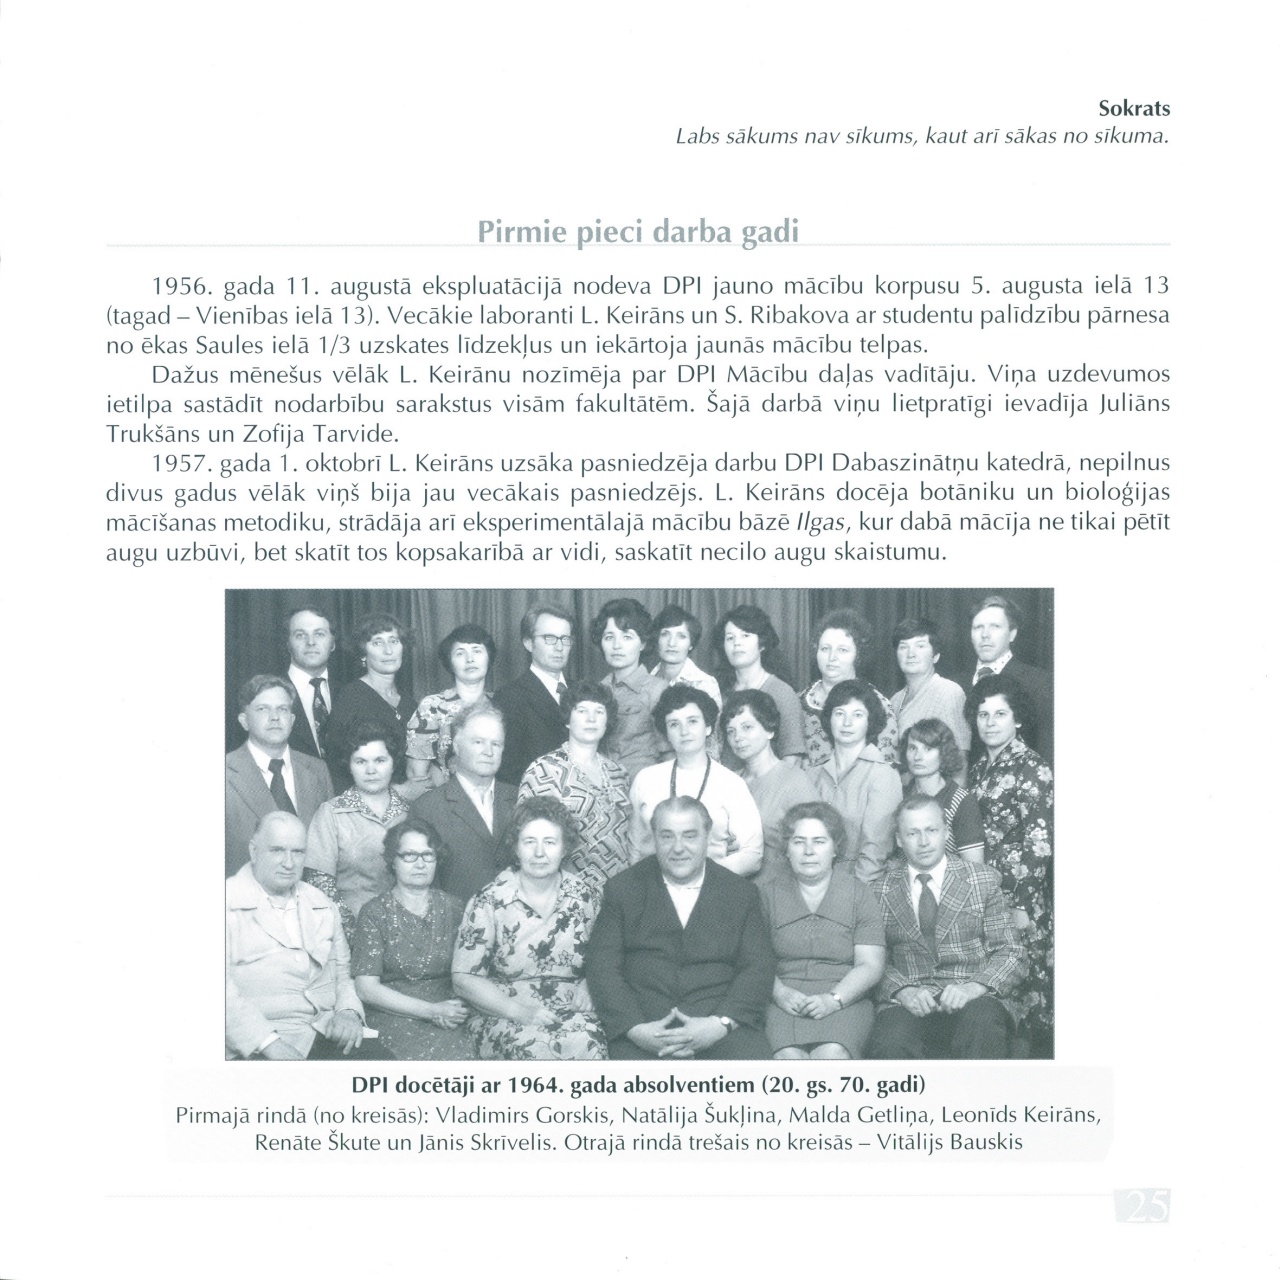 Sokrats
Labs sākums nav sīkums, kaut arī sākas no sīkuma.
Pirmie pieci darba gadi
1956. gada 11. augustā ekspluatācijā nodeva DPI jauno mācību korpusu 5. augusta ielā 13
(tagad – Vienības ielā 13). Vecākie laboranti L. Keirāns un S. Ribakova ar studentu palīdzību pārnesa
no ēkas Saules ielā 1/3 uzskates līdzekļus un iekārtoja jaunās mācību telpas.
Dažus mēnešus vēlāk L. Keirānu nozīmēja par DPI Mācību daļas vadītāju. Viņa uzdevumos
ietilpa sastādīt nodarbību sarakstus visām fakultātēm. Šajā darbā viņu lietpratīgi ievadīja Juliāns
Trukšāns un Zofija Tarvide.
1957. gada 1. oktobrī L. Keirāns uzsāka pasniedzēja darbu DPI Dabaszinātņu katedrā, nepilnus
divus gadus vēlāk viņš bija jau vecākais pasniedzējs. L. Keirāns docēja botāniku un bioloģijas
mācīšanas metodiku, strādāja arī eksperimentālajā mācību bāzē Ilgas, kur dabā mācīja ne tikai pētīt
augu uzbūvi, bet skatīt tos kopsakarībā ar vidi, saskatīt necilo augu skaistumu.
DPI docētāji ar 1964. gada absolventiem (20. gs. 70. gadi)
Pirmajā rindā (no kreisās): Vladimirs Gorskis, Natālija Šukļina, Malda Getliņa, Leonīds Keirāns,
Renāte Škute un Jānis Skrīvelis. Otrajā rindā trešais no kreisās – Vitālijs Bauskis
25